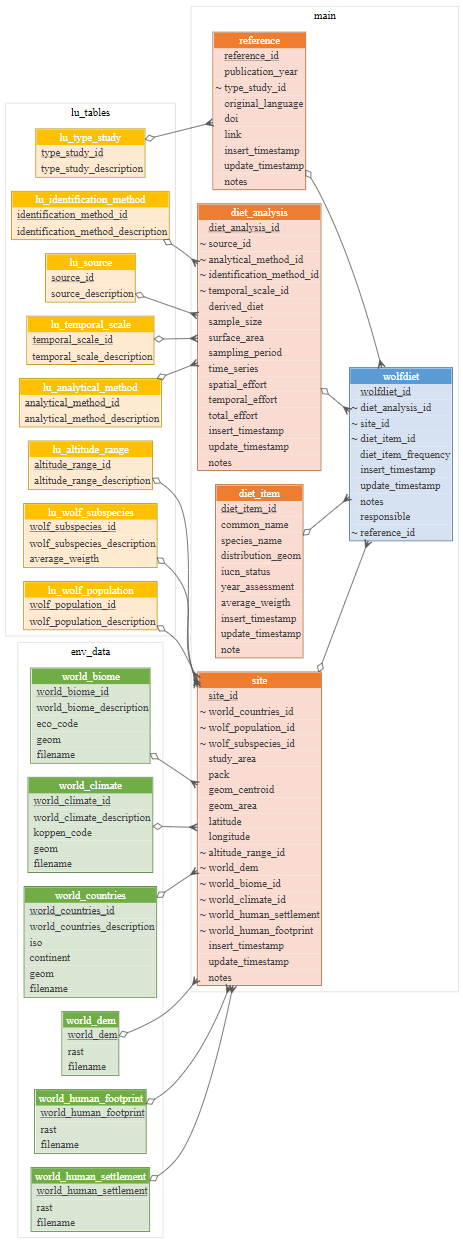 main
reference
reference_id
publication_year
~ type_study_id
original_language
doi
link
insert_timestamp
update_timestamp
notes
lu_tables
lu_type_study
type_study_id
type_study_description
lu_identification_method
identification_method_id
identification_method_description
lu_source
source_id
source_description
lu_temporal_scale
temporal_scale_id
temporal_scale_description
lu_analytical_method
analytical_method_id
analytical_method_description
lu_altitude_range
altitude_range_id
altitude_range_description
lu_wolf_subspecies
wolf_subspecies_id
wolf_subspecies_description
average_weigth
lu_wolf_population
wolf_population_id
wolf_population_description
diet_analysis
diet_analysis_id
~ source_id
~ analytical_method_id
~ identification_method_id
~ temporal_scale_id
derived_diet
sample_size
surface_area
sampling_period
time_series
spatial_effort
temporal_effort
total_effort
insert_timestamp
update_timestamp
notes
wolfdiet
wolfdiet_id
~ diet_analysis_id
~ site_id
~ diet_item_id
diet_item_frequency
insert_timestamp
update_timestamp
notes
responsible
~ reference_id
diet_item
diet_item_id
common_name
species_name
distribution_geom
iucn_status
year_assessment
average_weigth
insert_timestamp
update_timestamp
note
env_data
world_biome
world_biome_id
world_biome_description
eco_code
geom
filename
world_climate
world_climate_id
world_climate_description
koppen_code
geom
filename
world_countries
world_countries_id
world_countries_description
iso
continent
geom
filename
world_dem
world_dem
rast
filename
world_human_footprint
world_human_footprint
rast
filename
world_human_settlement
world_human_settlement
rast
filename
site
site_id
~ world_countries_id
~ wolf_population_id
~ wolf_subspecies_id
study_area
pack
geom_centroid
geom_area
latitude
longitude
~ altitude_range_id
~ world_dem
~ world_biome_id
~ world_climate_id
~ world_human_settlement
~ world_human_footprint
insert_timestamp
update_timestamp
notes